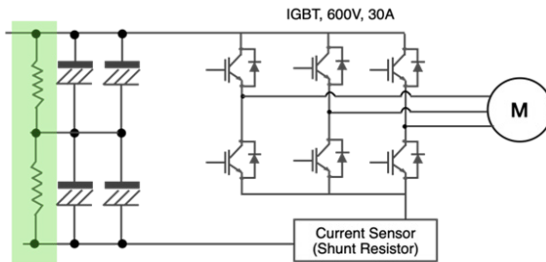 IGBT, 600V, 30A
M
Current Sensor
(Shunt Resistor)